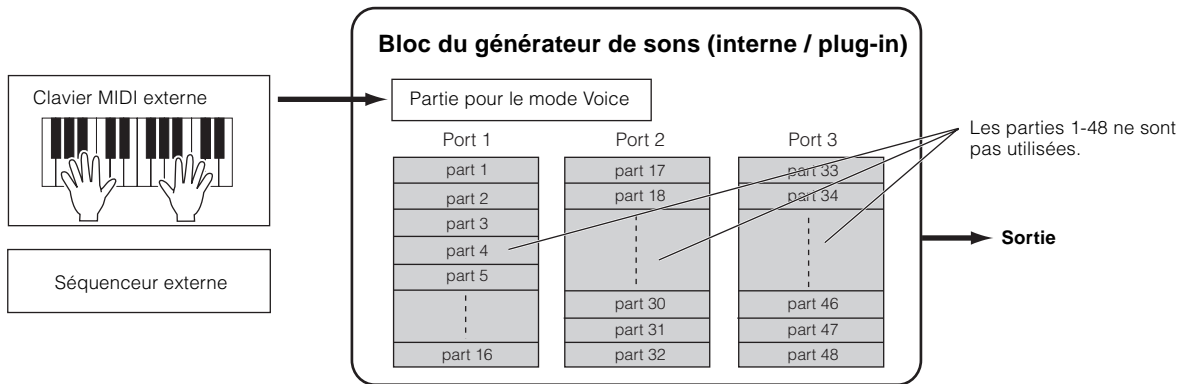 Bloc du générateur de sons (interne / plug-in)
Clavier MIDI externe
Partie pour le mode Voice
Port 1
Port 2
Port 3
Les parties 1-48 ne sont
pas utilisées.
part 1
part 2
part 3
part 4
part 5
part 16
part 17
part 18
part 30
part 31
part 32
part 33
part 34
part 46
part 47
part 48
Sortie
Séquenceur externe